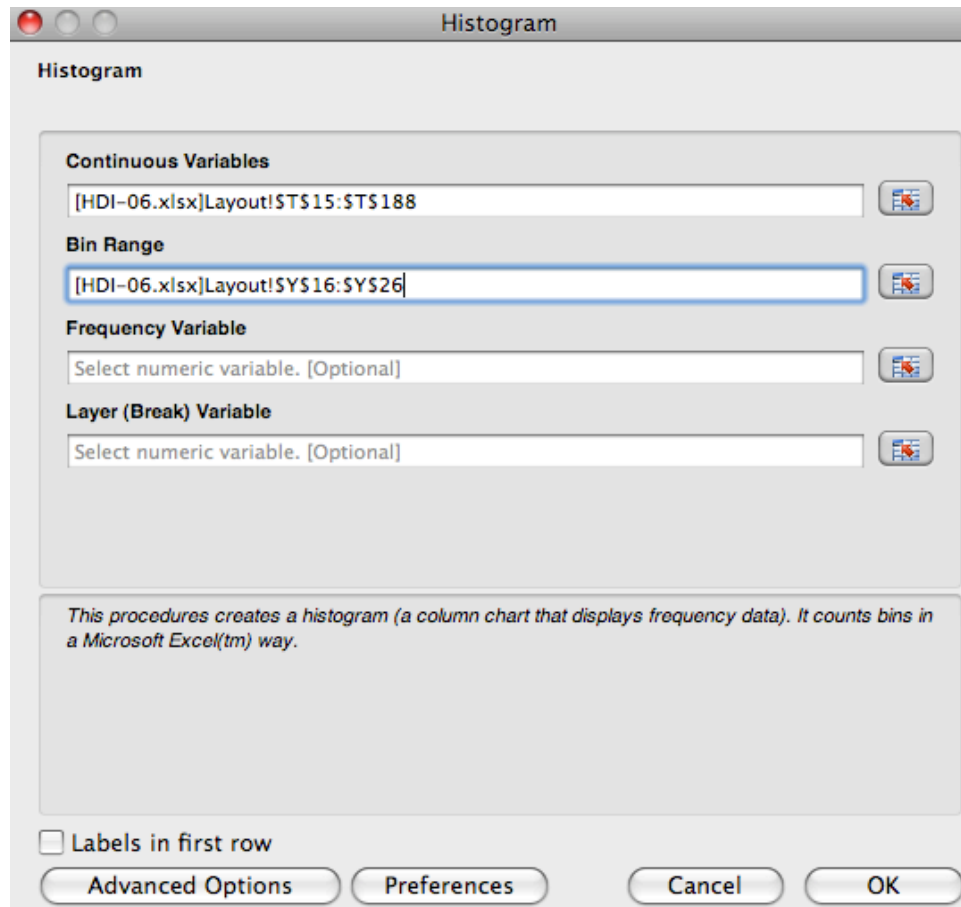 Histogram
Histogram
Continuous Variables
[HDI-06.xlsx]Layout!$T$15:$T$188
Bin Range
[HDI-06.xlsx]Layout!$Y$16:$Y$26
Frequency Variable
Select numeric variable. [Optional]
Layer (Break) Variable
Select numeric variable. [Optional]
This procedures creates a histogram (a column chart that displays frequency data). It counts bins in
a Microsoft Excel(tm) way.
Labels in first row
Advanced Options Preferences Cancel OK